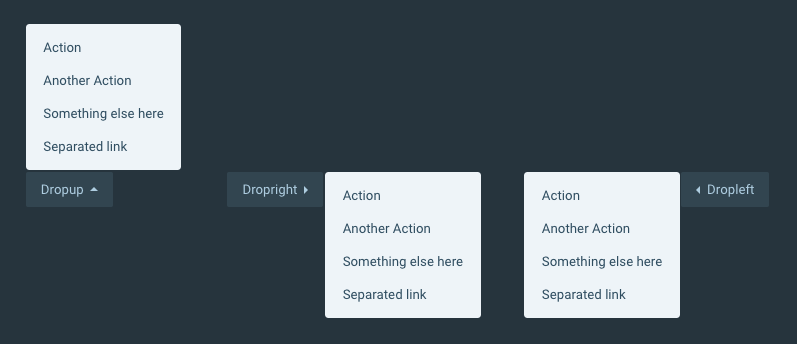 Action
Another Action
Something else here
Separated link
Dropup
Dropright
Action
Another Action
Something else here
Separated link
Action
Another Action
Something else here
Separated link
Dropleft